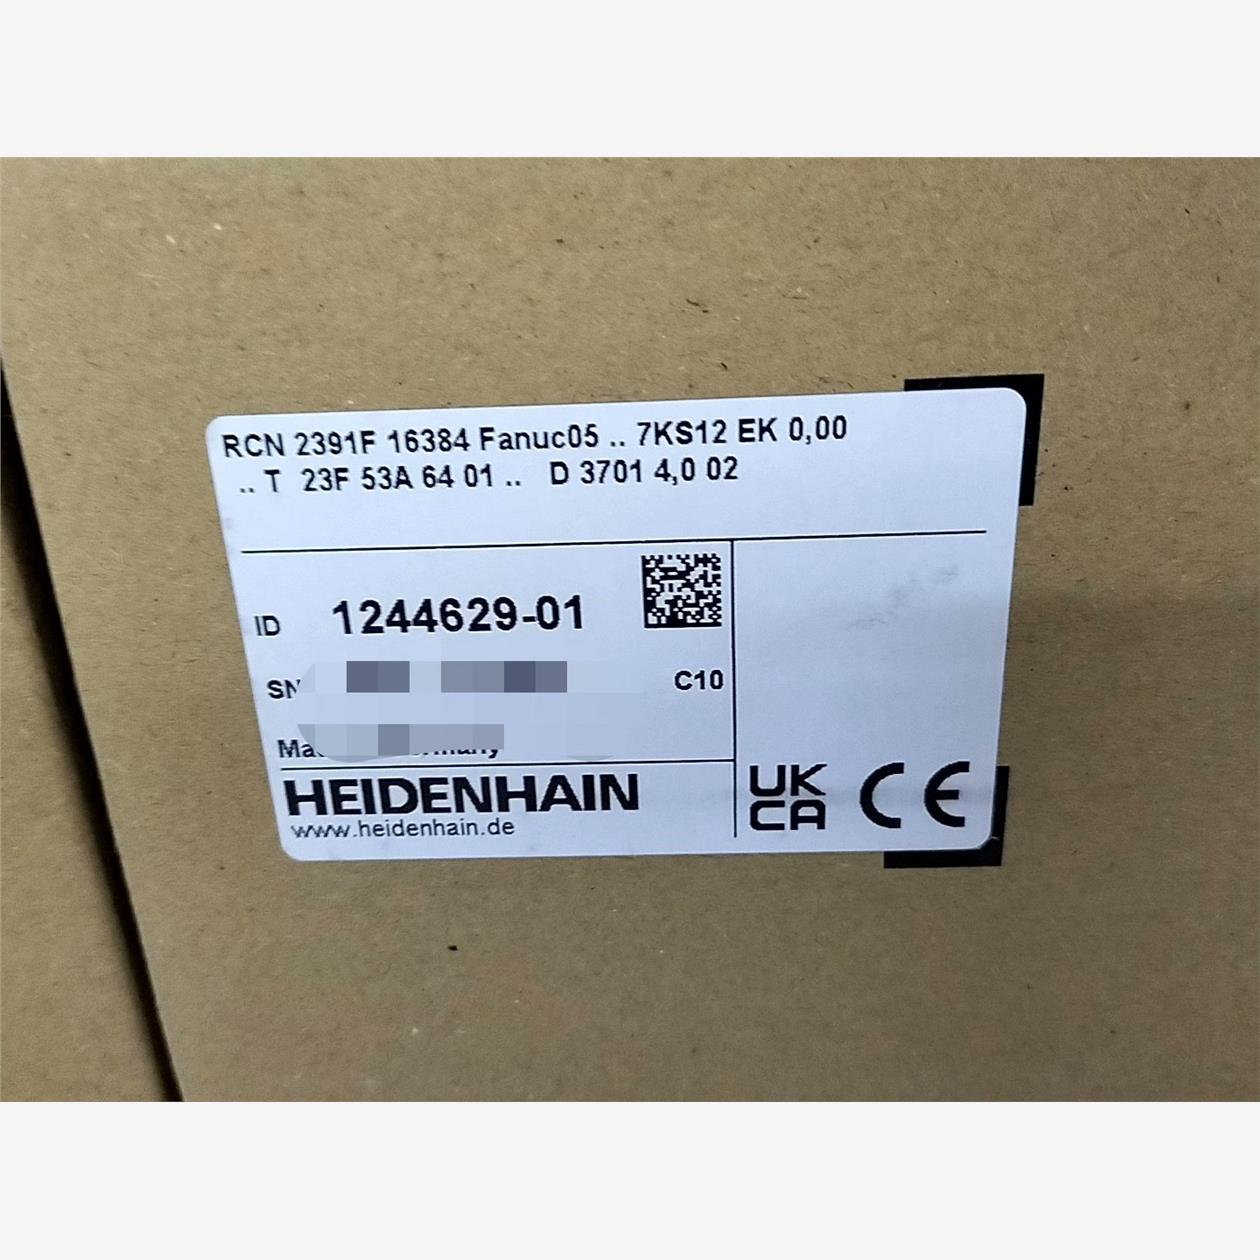 RCN 2391F 16384 Fanuc05 .. 7KS12 EK 0,00
.. T 23F 53A 64 01 .. D 3701 4,0 02
ID 1244629-01
SN C10
HEIDENHAIN
www.heidenhain.de
UK
CA CE